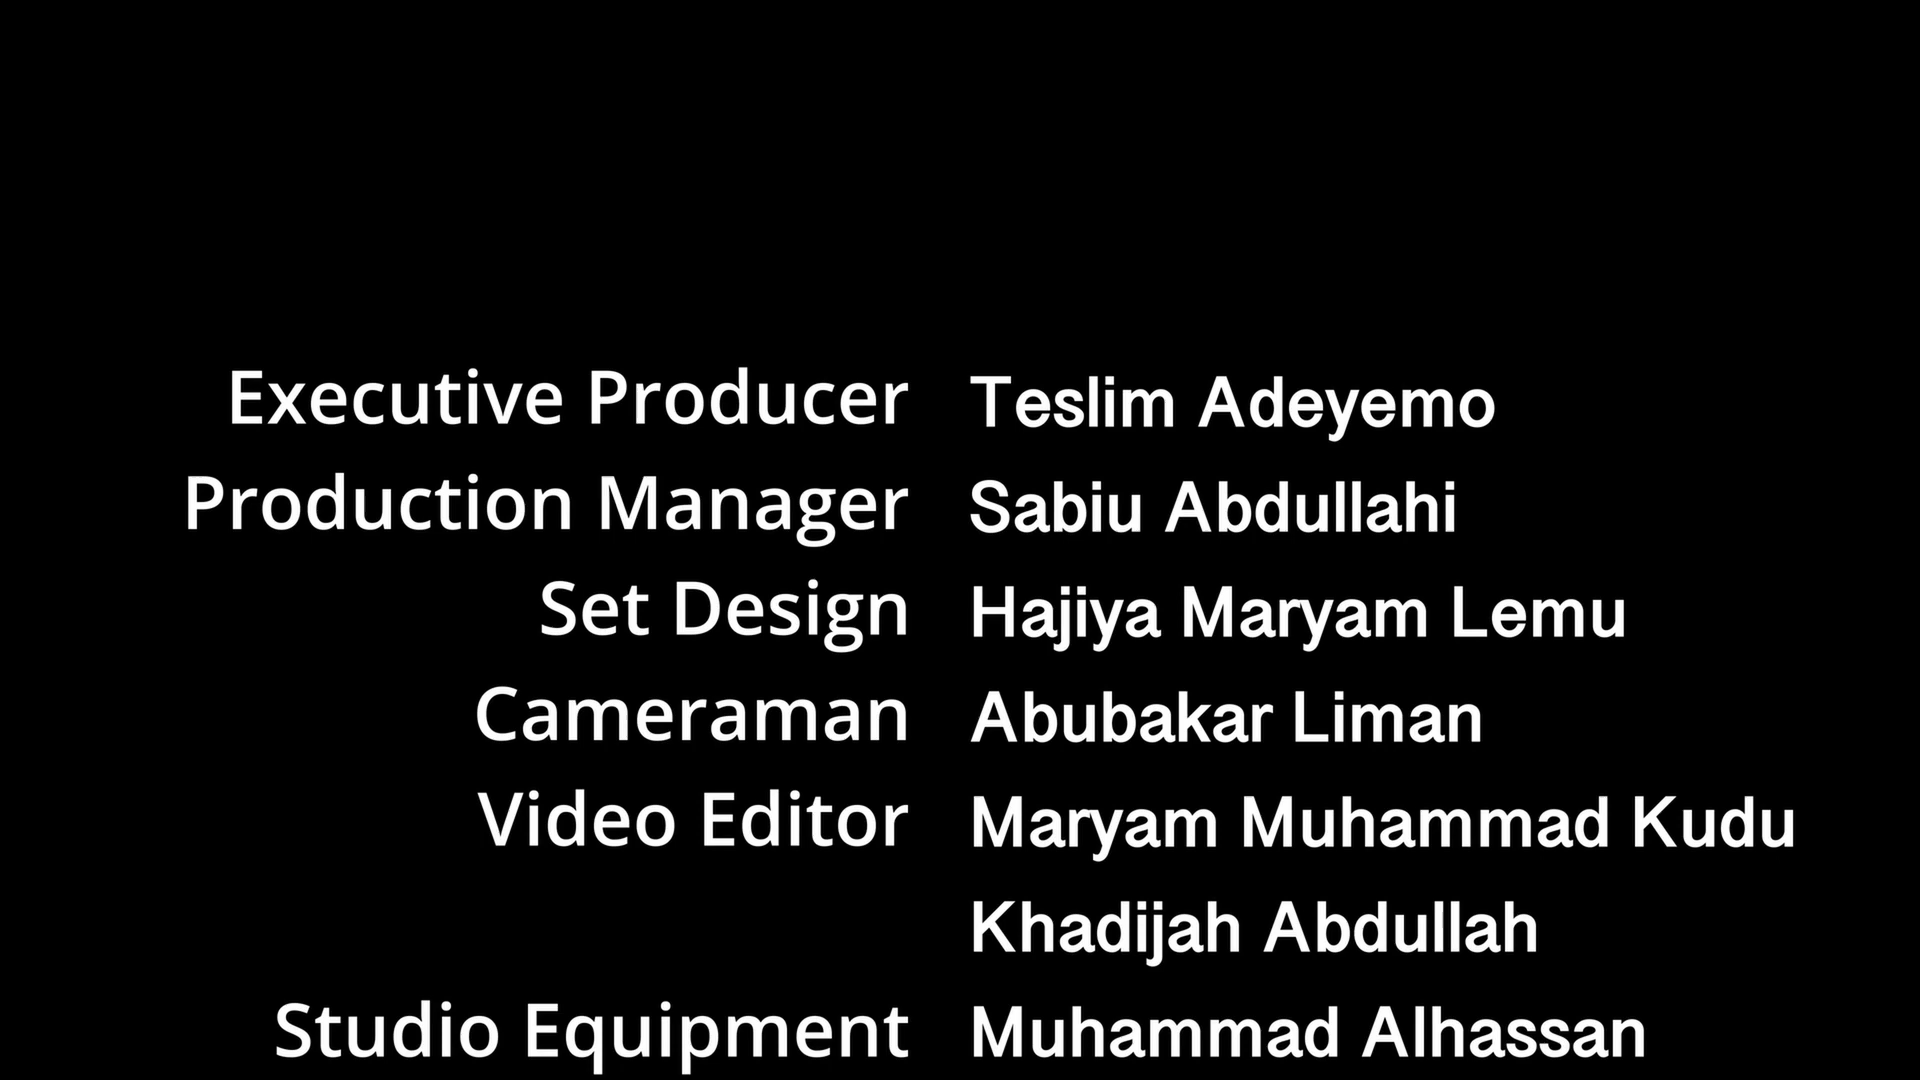 Executive Producer Teslim Adeyemo
Production Manager Sabiu Abdullahi
Set Design Hajiya Maryam Lemu
Cameraman Abubakar Liman
Video Editor Maryam Muhammad Kudu
Khadijah Abdullah
Studio Equipment Muhammad Alhassan